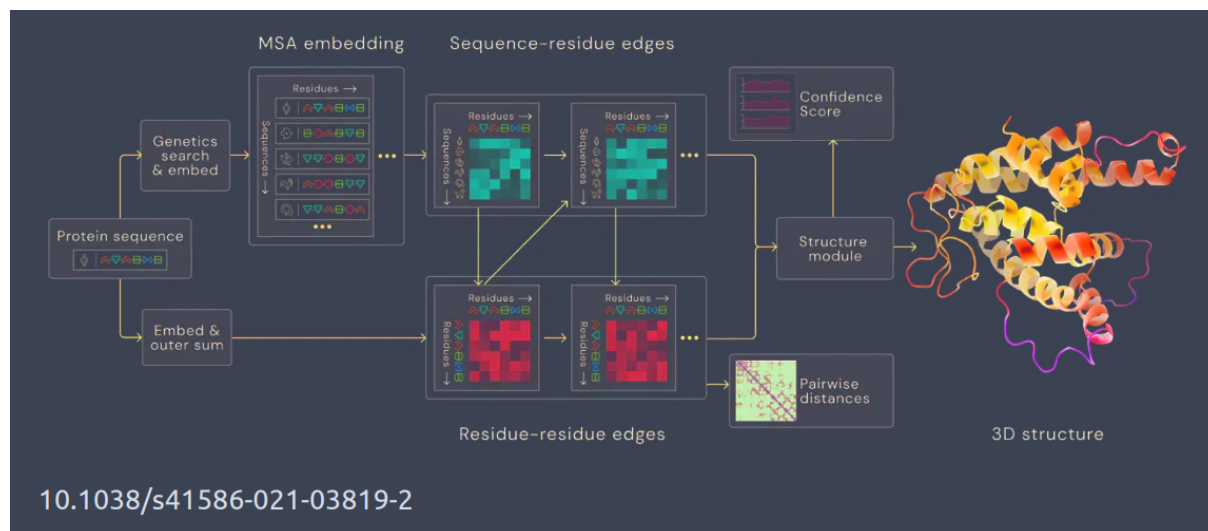 MSA embedding
Sequence-residue edges
Residues →
Sequences →
•••
•••
Genetics
search
& embed
Protein sequence
Embed &
outer sum
Residues →
Sequences →
Residues →
Sequences →
•••
Residues →
Residues →
Residues →
Residues →
•••
Residue-residue edges
Confidence
Score
Structure
module
Pairwise
distances
3D structure
10.1038/s41586-021-03819-2